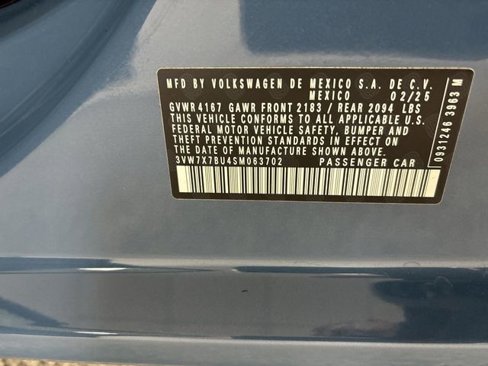 MFD BY VOLKSWAGEN DE MEXICO S.A. DE C.V.
MEXICO 02/25
GVWR 4167 GAWR FRONT 2183 / REAR 2094 LBS
THIS VEHICLE CONFORMS TO ALL APPLICABLE U.S.
FEDERAL MOTOR VEHICLE SAFETY, BUMPER AND
THEFT PREVENTION STANDARDS IN EFFECT ON THE
DATE OF MANUFACTURE SHOWN ABOVE.
3VW7X7BU4SM063702 PASSENGER CAR
0931246 3963 M